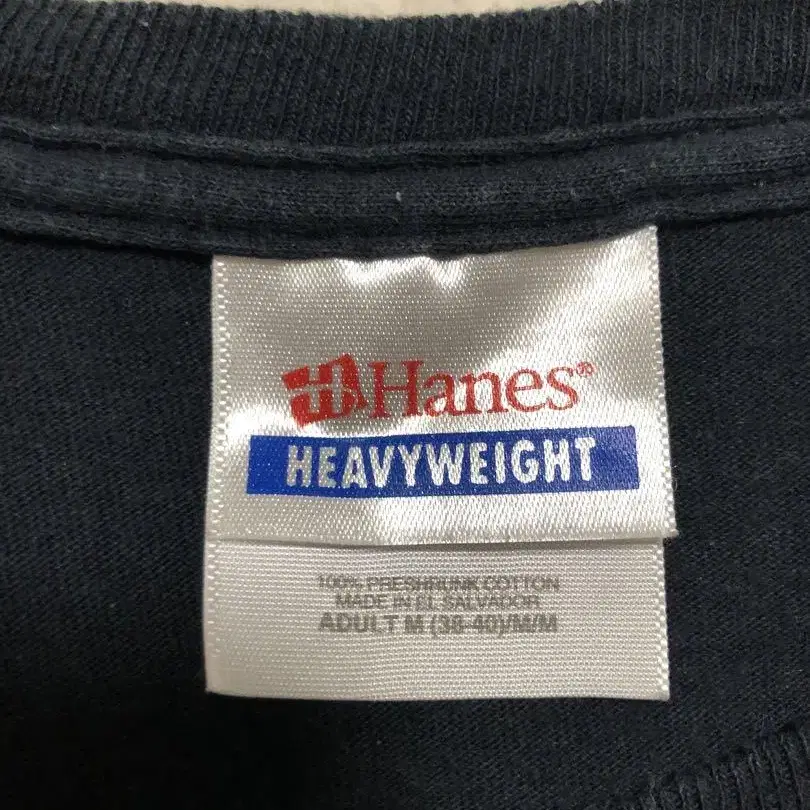 Hanes®
HEAVYWEIGHT
100% PRESHRUNK COTTON
MADE IN EL SALVADOR
ADULT M (38-40)/M/M